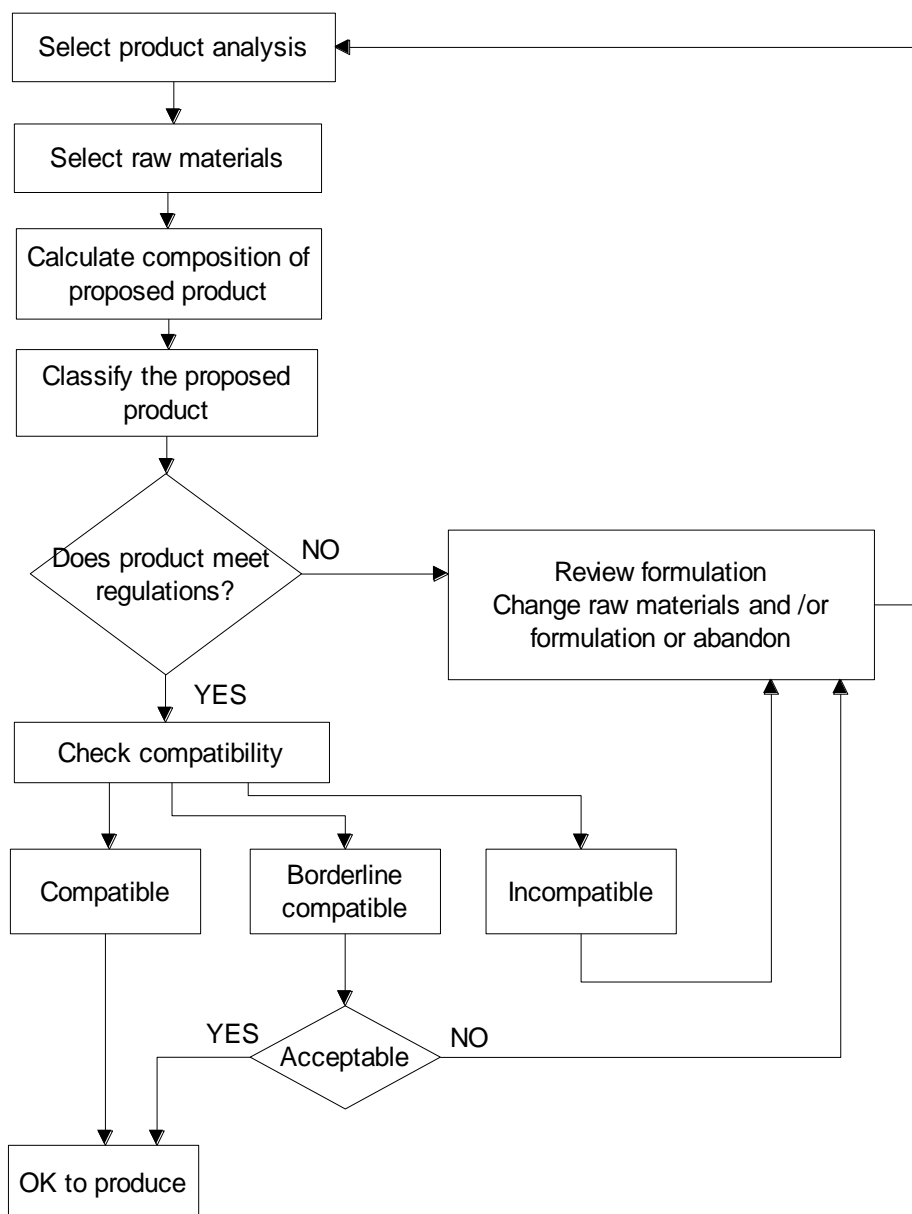 Select product analysis
Select raw materials
Calculate composition of
proposed product
Classify the proposed
product
Does product meet
regulations?
NO
Review formulation
Change raw materials and /or
formulation or abandon
YES
Check compatibility
Compatible
Borderline
compatible
Incompatible
YES
Acceptable
NO
OK to produce